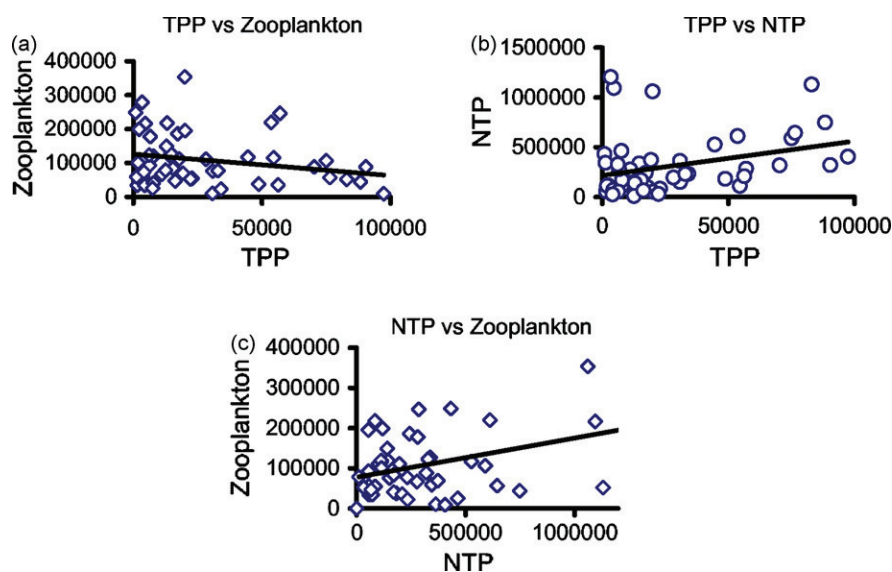 TPP vs Zooplankton
(a)
400000
300000
200000
100000
0
Zooplankton
0
50000
100000
TPP
TPP vs NTP
(b)
1500000
1000000
500000
0
NTP
0
50000
100000
TPP
NTP vs Zooplankton
(c)
400000
300000
200000
100000
0
Zooplankton
0
500000
1000000
NTP